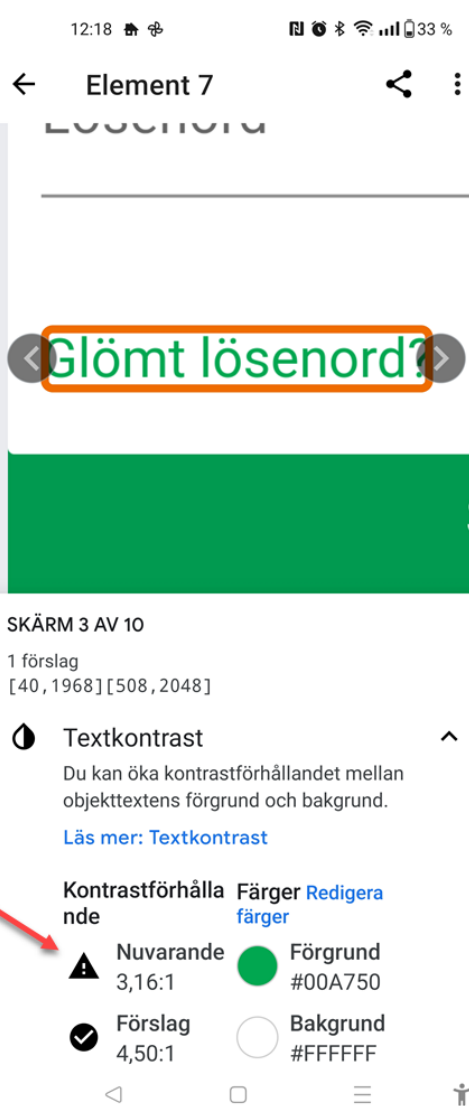 12:18 33 %
Element 7
Lösenord
Glömt lösenord?
SKÄRM 3 AV 10
1 förslag
[40,1968][508,2048]
Textkontrast
Du kan öka kontrastförhållandet mellan
objekttextens förgrund och bakgrund.
Läs mer: Textkontrast
Kontrastförhålla
nde
Färger Redigera
färger
Nuvarande
3,16:1
Förgrund
#00A750
Förslag
4,50:1
Bakgrund
#FFFFFF